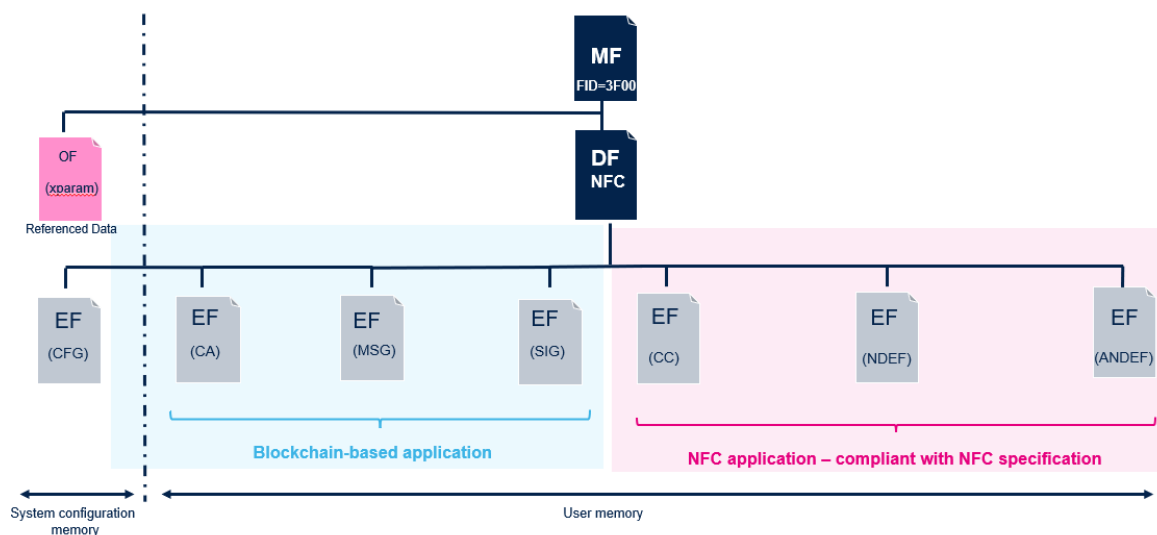 MF
FID=3F00
OF
(xparam)
Referenced Data
DF
NFC
EF
(CFG)
EF
(CA)
EF
(MSG)
EF
(SIG)
EF
(CC)
EF
(NDEF)
EF
(ANDEF)
Blockchain-based application
NFC application – compliant with NFC specification
System configuration
memory
User memory